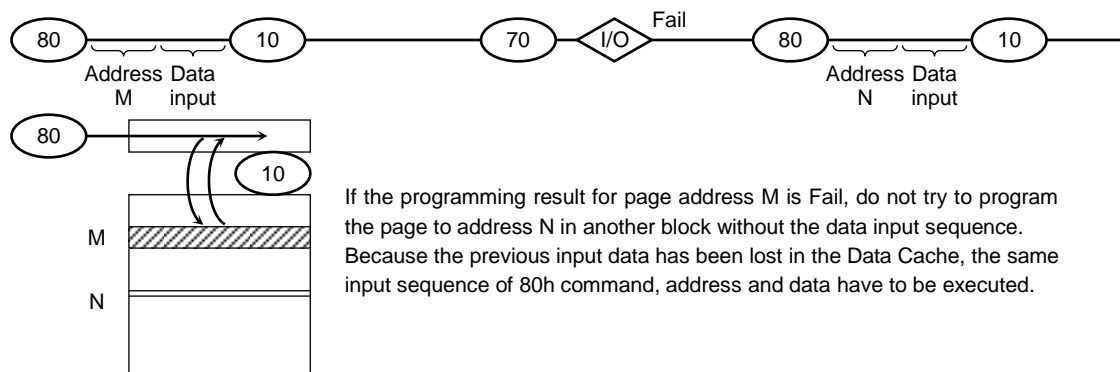 80 10 70 I/O Fail 80 10
Address M Data input Address N Data input
80
10
If the programming result for page address M is Fail, do not try to program
the page to address N in another block without the data input sequence.
Because the previous input data has been lost in the Data Cache, the same
input sequence of 80h command, address and data have to be executed.
M
N